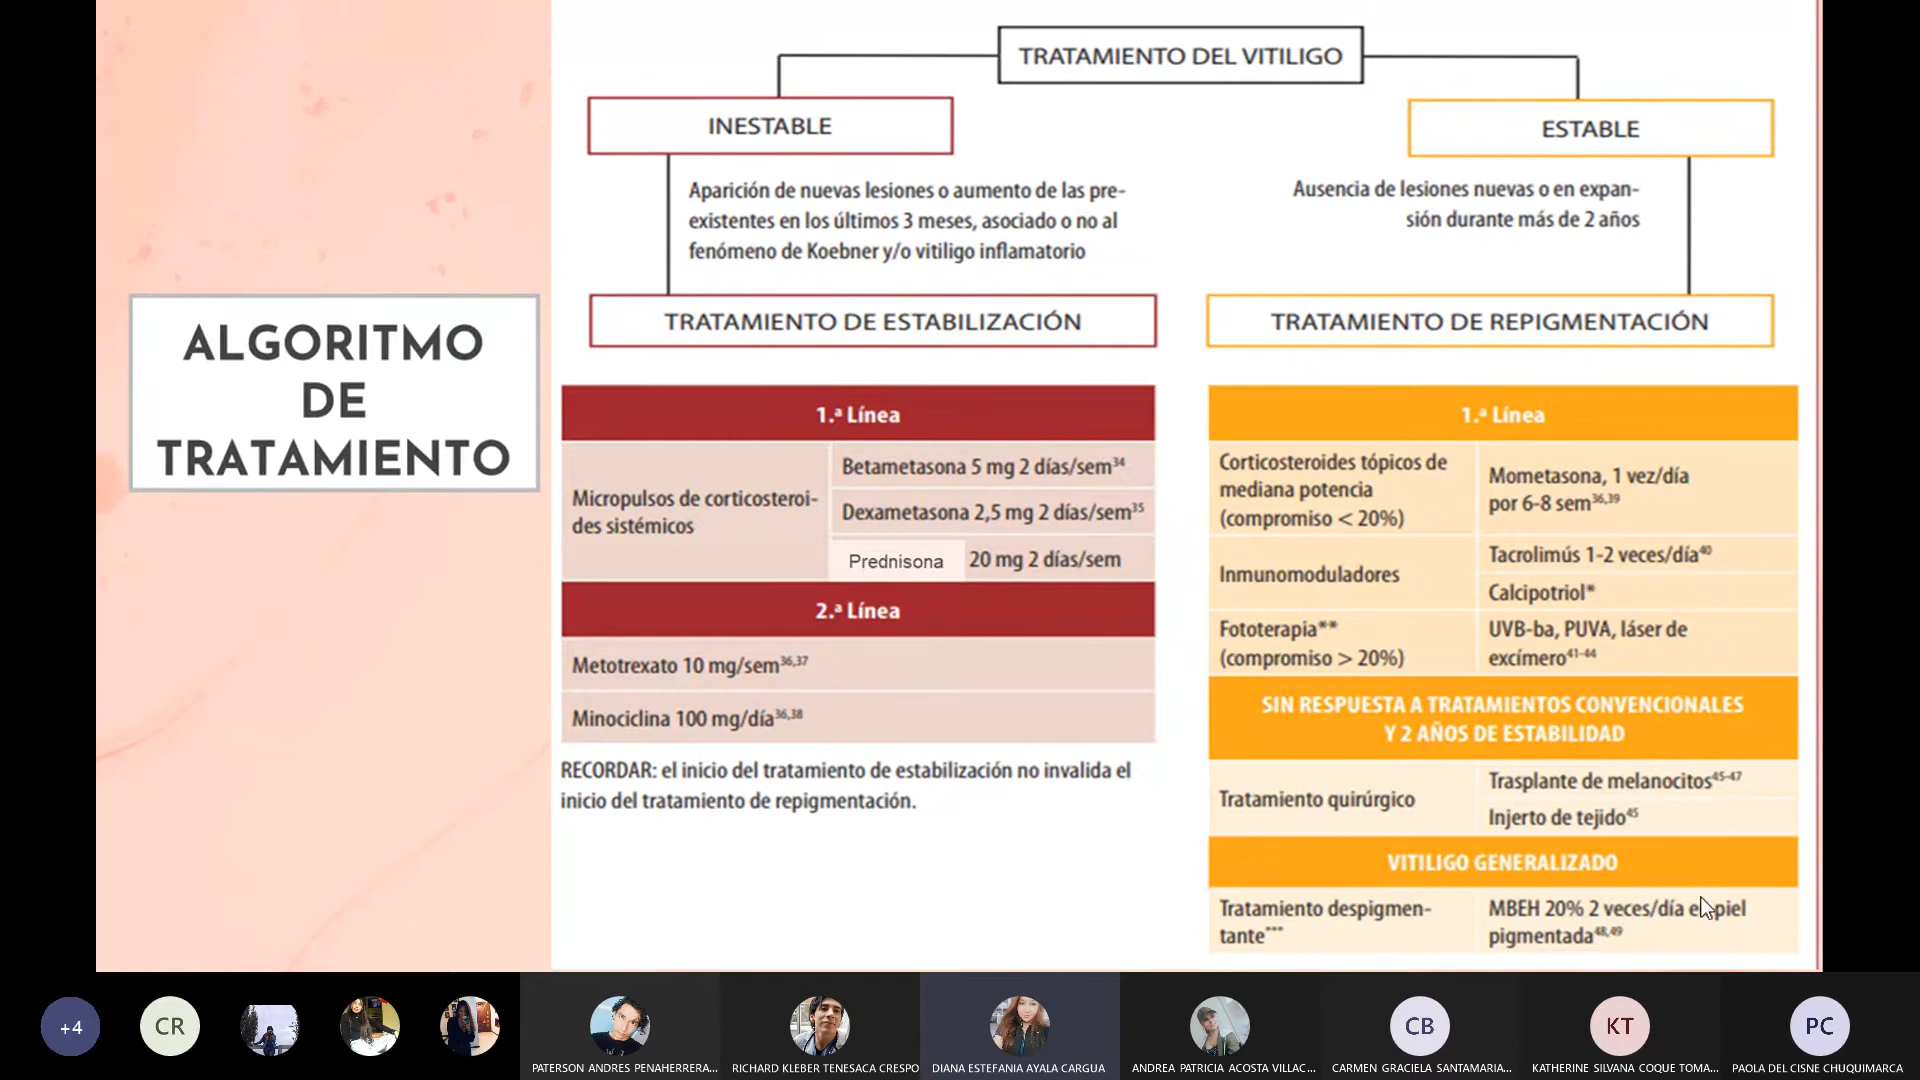 ALGORITMO
DE
TRATAMIENTO
TRATAMIENTO DEL VITILIGO
INESTABLE
Aparición de nuevas lesiones o aumento de las pre-
existentes en los últimos 3 meses, asociado o no al
fenómeno de Koebner y/o vitiligo inflamatorio
TRATAMIENTO DE ESTABILIZACIÓN
1.ª Línea
Micropulsos de corticosteroi-
des sistémicos
Betametasona 5 mg 2 días/sem34
Dexametasona 2,5 mg 2 días/sem35
Prednisona 20 mg 2 días/sem
2.ª Línea
Metotrexato 10 mg/sem36,37
Minociclina 100 mg/día36,38
RECORDAR: el inicio del tratamiento de estabilización no invalida el
inicio del tratamiento de repigmentación.
ESTABLE
Ausencia de lesiones nuevas o en expan-
sión durante más de 2 años
TRATAMIENTO DE REPIGMENTACIÓN
1.ª Línea
Corticosteroides tópicos de
mediana potencia
(compromiso < 20%)
Mometasona, 1 vez/día
por 6-8 sem36,39
Inmunomoduladores
Tacrolimús 1-2 veces/día40
Calcipotriol*
Fototerapia**
(compromiso > 20%)
UVB-ba, PUVA, láser de
excímero41-44
SIN RESPUESTA A TRATAMIENTOS CONVENCIONALES
Y 2 AÑOS DE ESTABILIDAD
Tratamiento quirúrgico
Trasplante de melanocitos45-47
Injerto de tejido45
VITILIGO GENERALIZADO
Tratamiento despigmen-
tante***
MBEH 20% 2 veces/día en piel
pigmentada48,49
+4
CR
CB
KT
PC
PATERSON ANDRES PENAHERRERA...
RICHARD KLEBER TENESACA CRESPO
DIANA ESTEFANIA AYALA CARGUA
ANDREA PATRICIA ACOSTA VILLAC...
CARMEN GRACIELA SANTAMARIA...
KATHERINE SILVANA COQUE TOMA...
PAOLA DEL CISNE CHUQUIMARCA